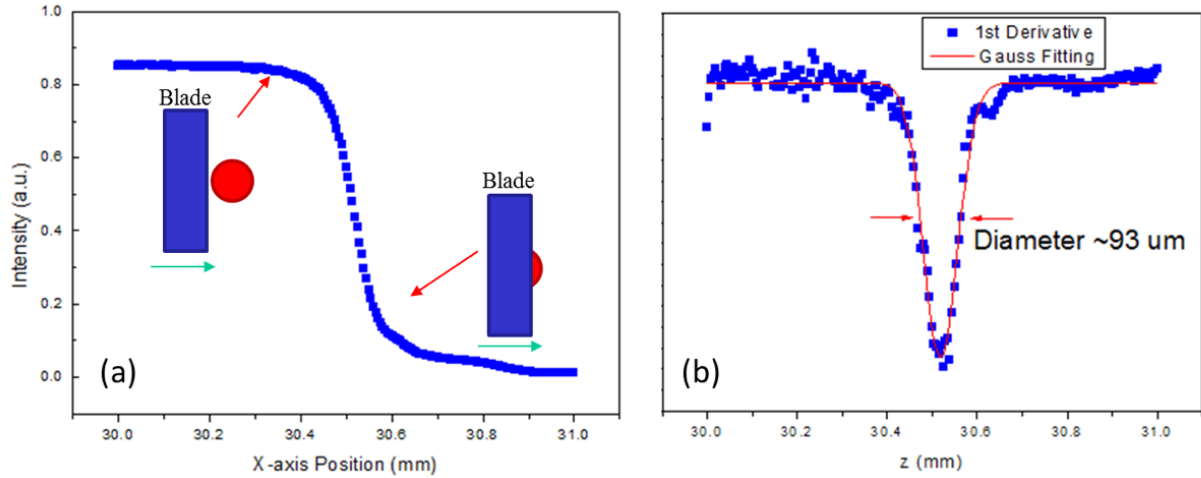 1.0
0.8
0.6
0.4
0.2
0.0
Intensity (a.u.)
Blade
Blade
(a)
30.0 30.2 30.4 30.6 30.8 31.0
X-axis Position (mm)
1st Derivative
Gauss Fitting
Diameter ~93 um
(b)
30.0 30.2 30.4 30.6 30.8 31.0
z (mm)